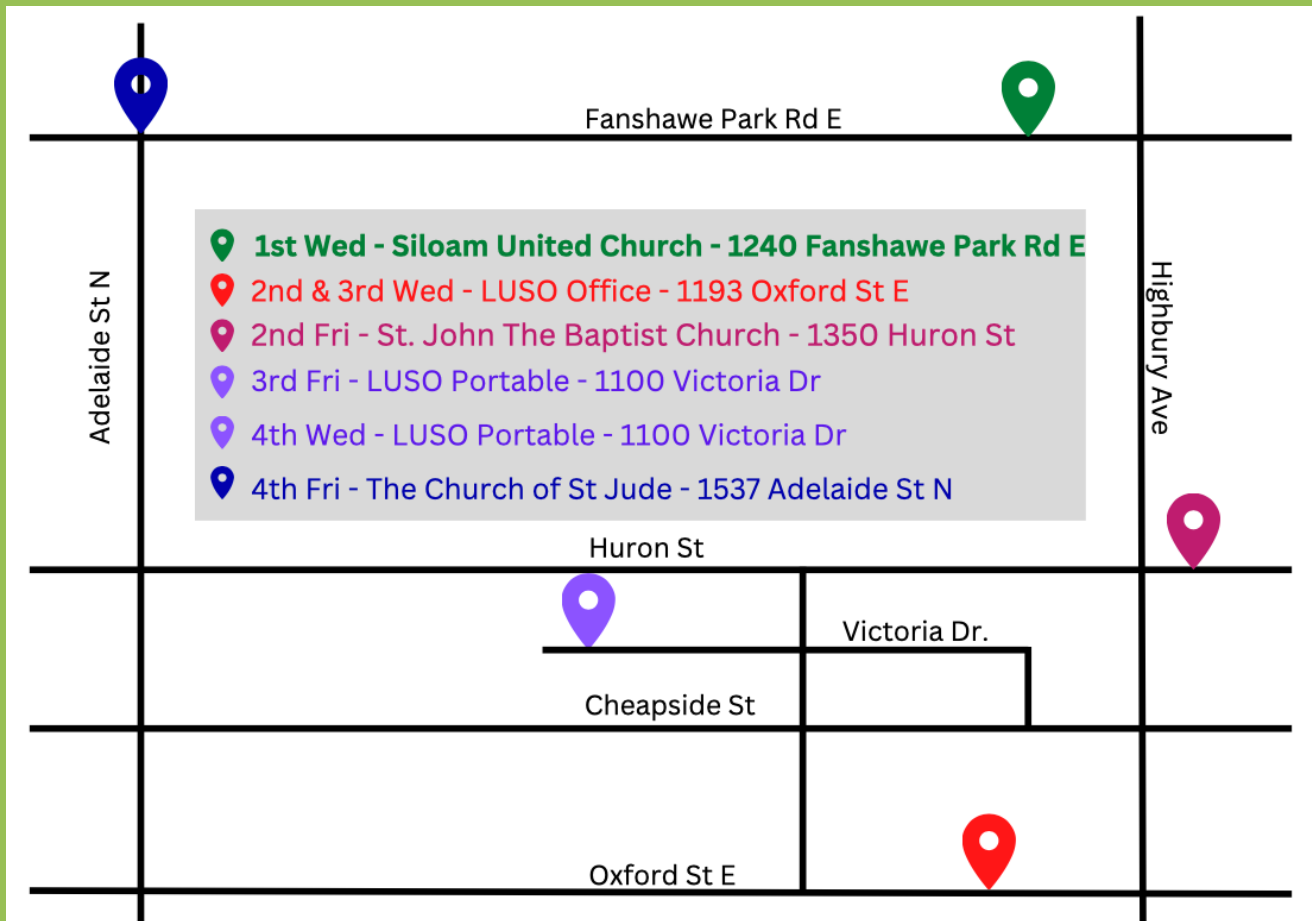 Fanshawe Park Rd E
1st Wed - Siloam United Church - 1240 Fanshawe Park Rd E
2nd & 3rd Wed - LUSO Office - 1193 Oxford St E
2nd Fri - St. John The Baptist Church - 1350 Huron St
3rd Fri - LUSO Portable - 1100 Victoria Dr
4th Wed - LUSO Portable - 1100 Victoria Dr
4th Fri - The Church of St Jude - 1537 Adelaide St N
Adelaide St N
Highbury Ave
Huron St
Victoria Dr.
Cheapside St
Oxford St E